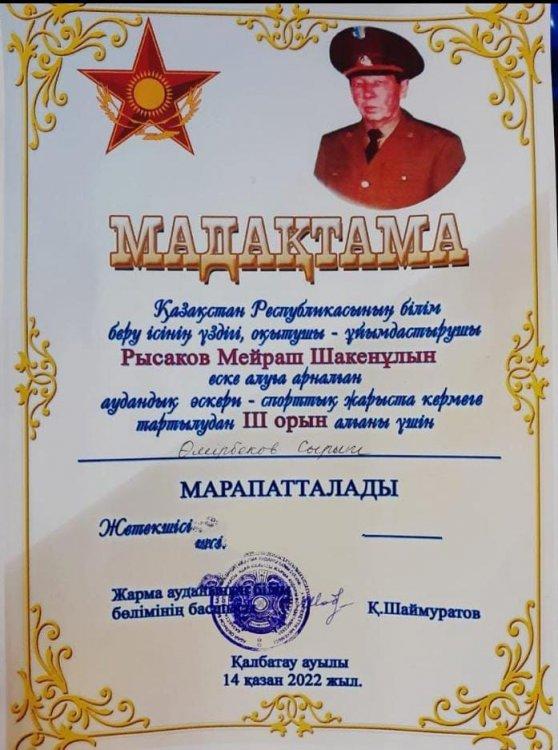 МАДАҚТАМА
Қазақстан Республикасының білім
беру ісінің үздігі, оқытушы - ұйымдастырушы
Рысаков Мейраш Шакенұлын
еске алуға арналған
аудандық әскери - спорттық жарыста кермеге
тартылудан III орын алғаны үшін
Өмірбеков Сырым
МАРАПАТТАЛАДЫ
Жетекшісі
Жарма ауданының білім
бөлімінің басшысы Қ.Шаймуратов
Қалбатау ауылы
14 қазан 2022 жыл.